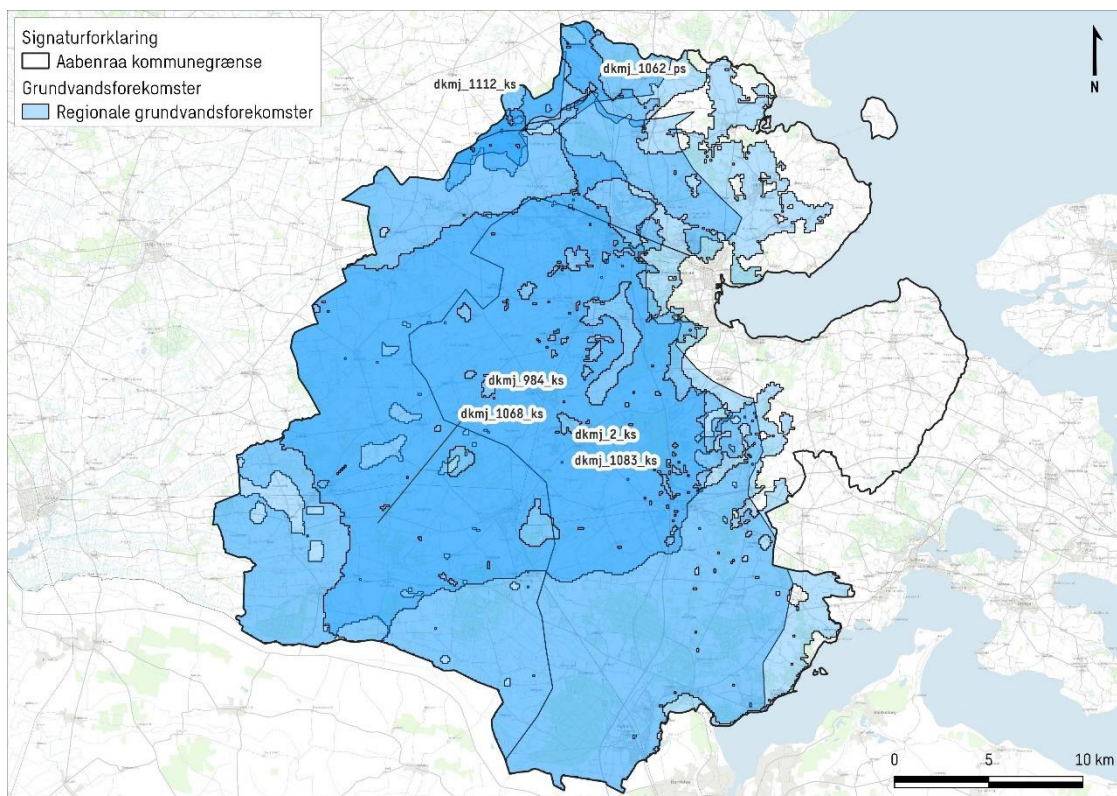 Signaturforklaring
Aabenraa kommunegrænse
Grundvandsforekomster
Regionale grundvandsforekomster
N
dkmj_1062_ps
dkmj_1112_ks
dkmj_984_ks
dkmj_1068_ks
dkmj_2_ks
dkmj_1083_ks
0 5 10 km